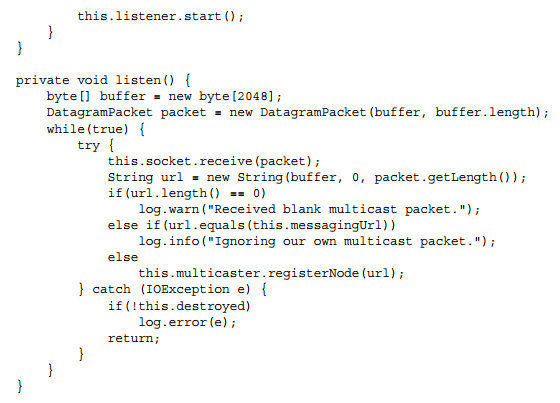 this.listener.start();
    }
}

private void listen() {
    byte[] buffer = new byte[2048];
    DatagramPacket packet = new DatagramPacket(buffer, buffer.length);
    while(true) {
        try {
            this.socket.receive(packet);
            String url = new String(buffer, 0, packet.getLength());
            if(url.length() == 0)
                log.warn("Received blank multicast packet.");
            else if(url.equals(this.messagingUrl))
                log.info("Ignoring our own multicast packet.");
            else
                this.multicaster.registerNode(url);
        } catch (IOException e) {
            if(!this.destroyed)
                log.error(e);
            return;
        }
    }
}